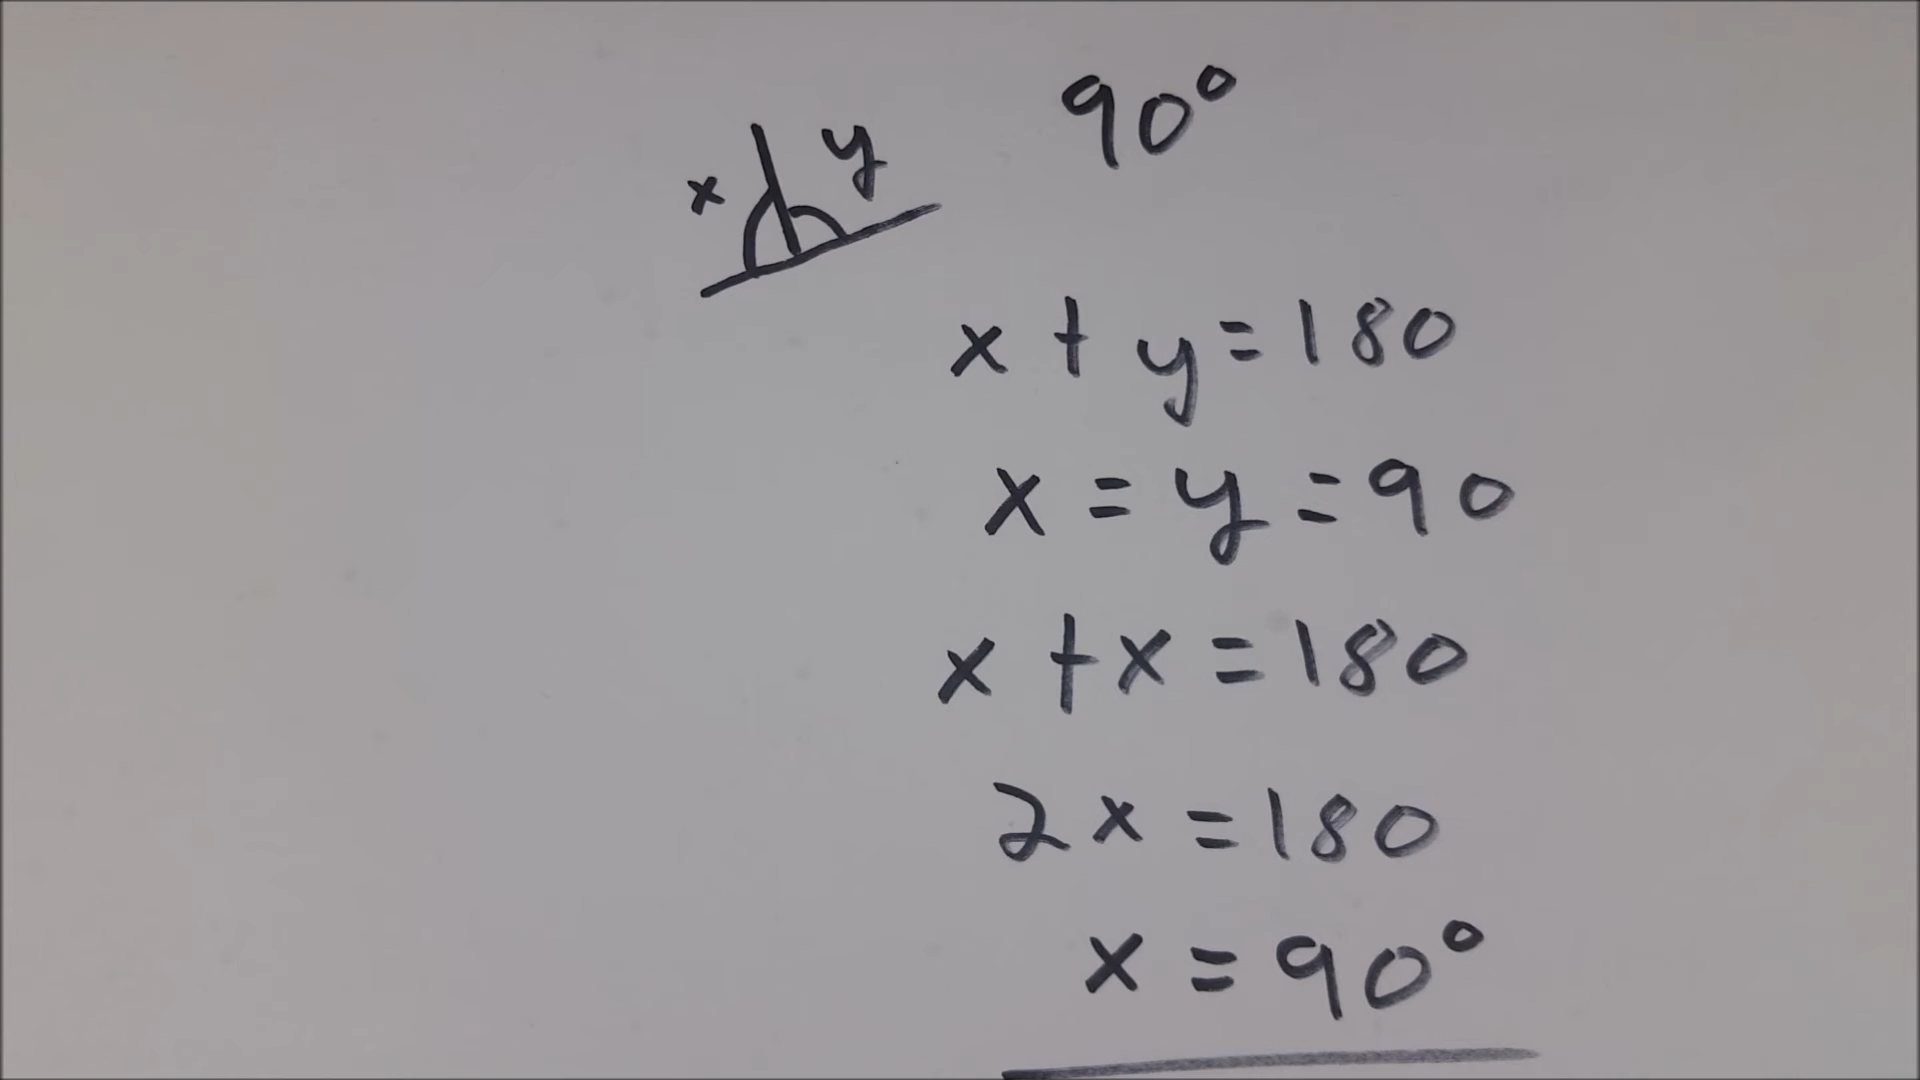 90°
x y
x + y = 180
x = y = 90
x + x = 180
2x = 180
x = 90°